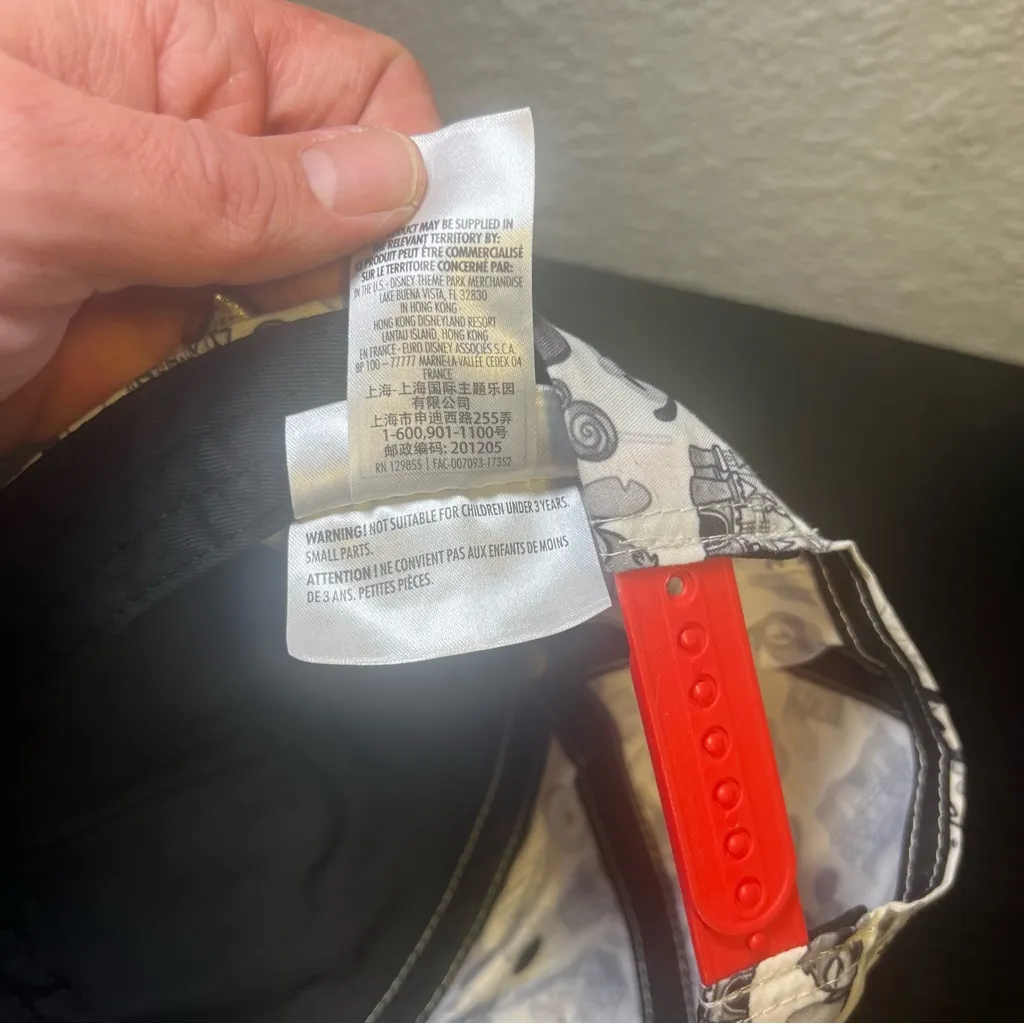 DUCT MAY BE SUPPLIED IN
THE RELEVANT TERRITORY BY:
CE PRODUIT PEUT ÊTRE COMMERCIALISÉ
SUR LE TERRITOIRE CONCERNÉ PAR:
IN THE U.S - DISNEY THEME PARK MERCHANDISE
LAKE BUENA VISTA, FL 32830
IN HONG KONG
HONG KONG DISNEYLAND RESORT
LANTAU ISLAND, HONG KONG
EN FRANCE - EURO DISNEY ASSOCIÉS S.C.A.
BP 100 – 77777 MARNE-LA-VALLÉE CEDEX 04
FRANCE
上海-上海国际主题乐园
有限公司
上海市申迪西路255弄
1-600,901-1100号
邮政编码: 201205
RN 129855 | FAC-007093-17352
WARNING! NOT SUITABLE FOR CHILDREN UNDER 3 YEARS.
SMALL PARTS.
ATTENTION ! NE CONVIENT PAS AUX ENFANTS DE MOINS
DE 3 ANS. PETITES PIÈCES.